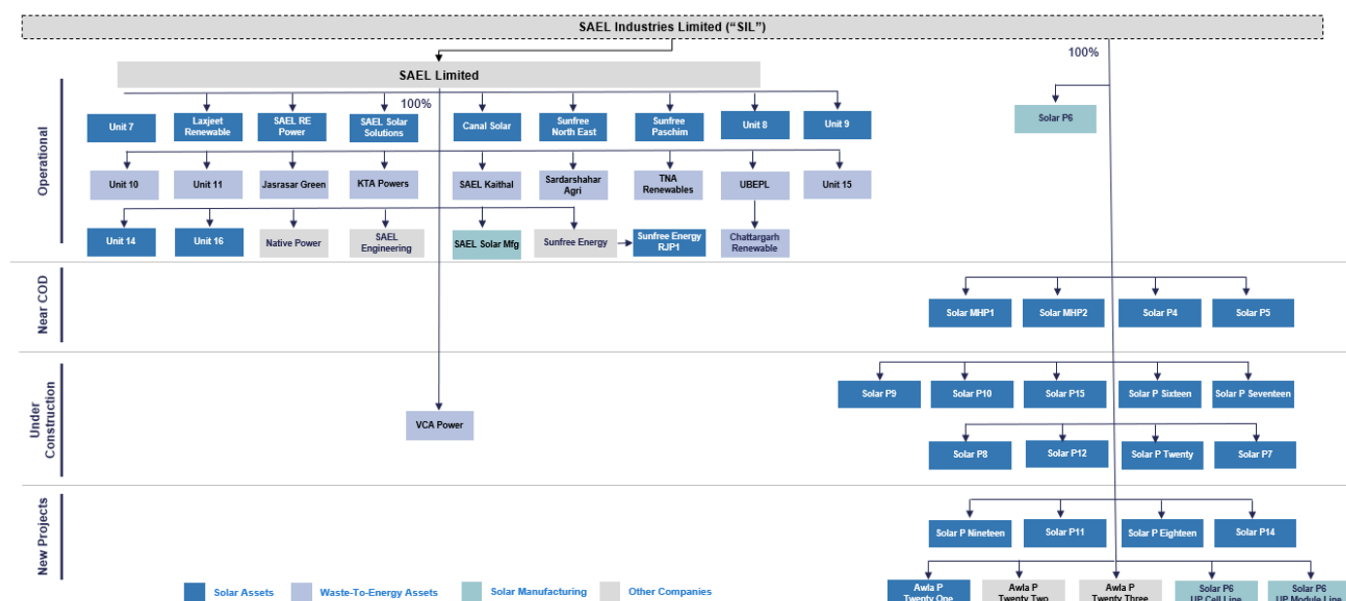 SAEL Industries Limited ("SIL")
100%
SAEL Limited
100%
Operational
Solar P6
Unit 7
Laxjeet
Renewable
SAEL RE
Power
SAEL Solar
Solutions
Canal Solar
Sunfree
North East
Sunfree
Paschim
Unit 8
Unit 9
Unit 10
Unit 11
Jasrasar Green
KTA Powers
SAEL Kaithal
Sardarshahar
Agri
TNA
Renewables
UBEPL
Unit 15
Unit 14
Unit 16
Native Power
SAEL
Engineering
SAEL Solar Mfg
Sunfree Energy
Sunfree Energy
RJP1
Chattargarh
Renewable
Near COD
Solar MHP1
Solar MHP2
Solar P4
Solar P5
Under
Construction
Solar P9
Solar P10
Solar P15
Solar P Sixteen
Solar P Seventeen
VCA Power
Solar P8
Solar P12
Solar P Twenty
Solar P7
New Projects
Solar P Nineteen
Solar P11
Solar P Eighteen
Solar P14
Awla P
Twenty One
Awla P
Twenty Two
Awla P
Twenty Three
Solar P6
UP Cell Line
Solar P6
UP Module Line
Solar Assets
Waste-To-Energy Assets
Solar Manufacturing
Other Companies